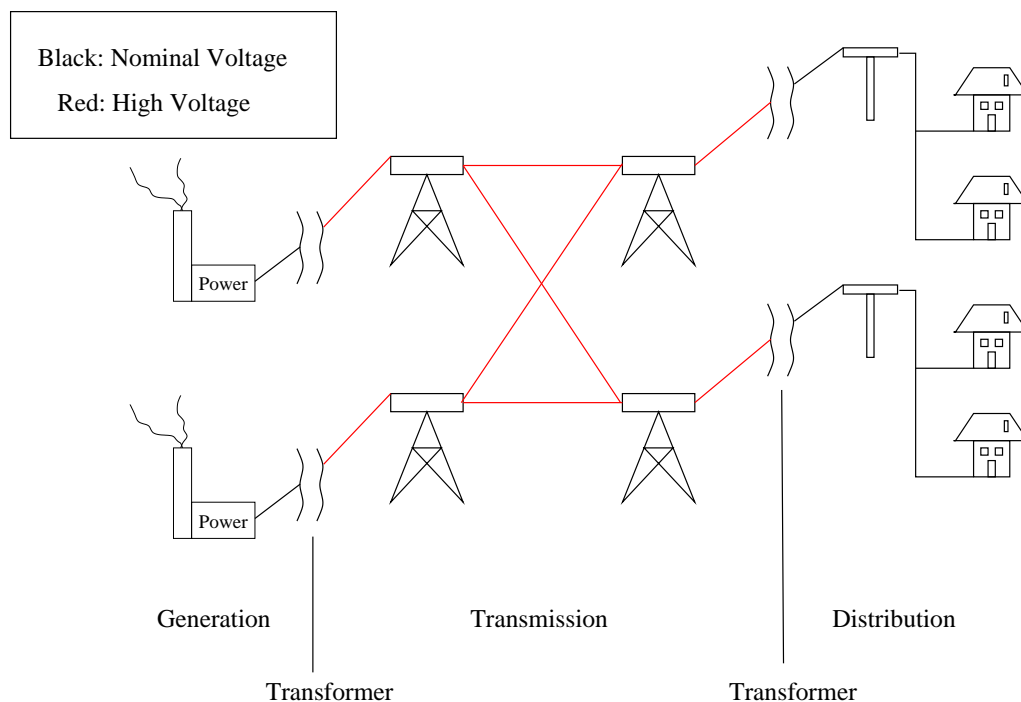 Black: Nominal Voltage
Red: High Voltage
Power
Power
Generation
Transmission
Distribution
Transformer
Transformer